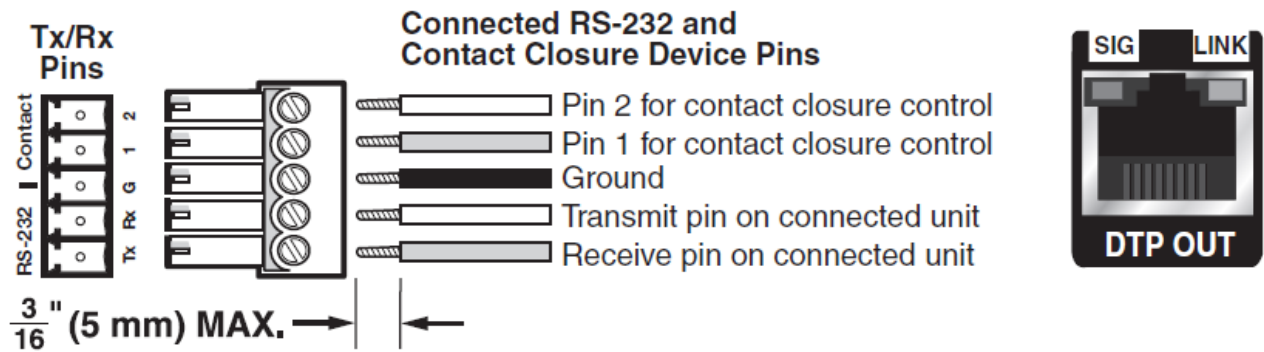 Tx/Rx
Pins
Connected RS-232 and
Contact Closure Device Pins
SIG LINK
Contact
RS-232
2
1
G
Rx
Tx
Pin 2 for contact closure control
Pin 1 for contact closure control
Ground
Transmit pin on connected unit
Receive pin on connected unit
DTP OUT
3/16" (5 mm) MAX.